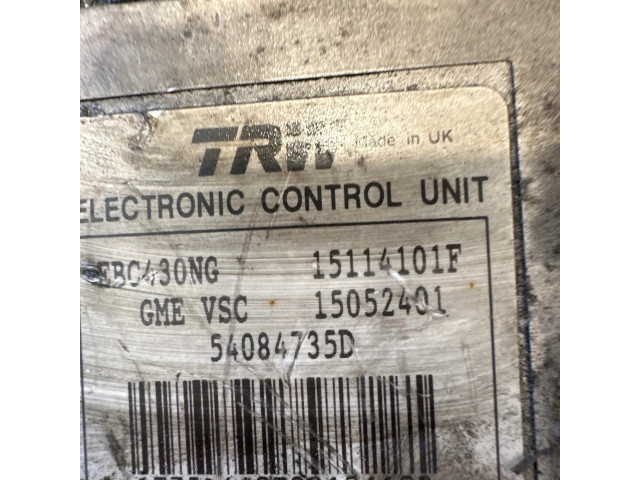 TRW Made in UK
ELECTRONIC CONTROL UNIT
EBC430NG 15114101F
GME VSC 15052401
54084735D